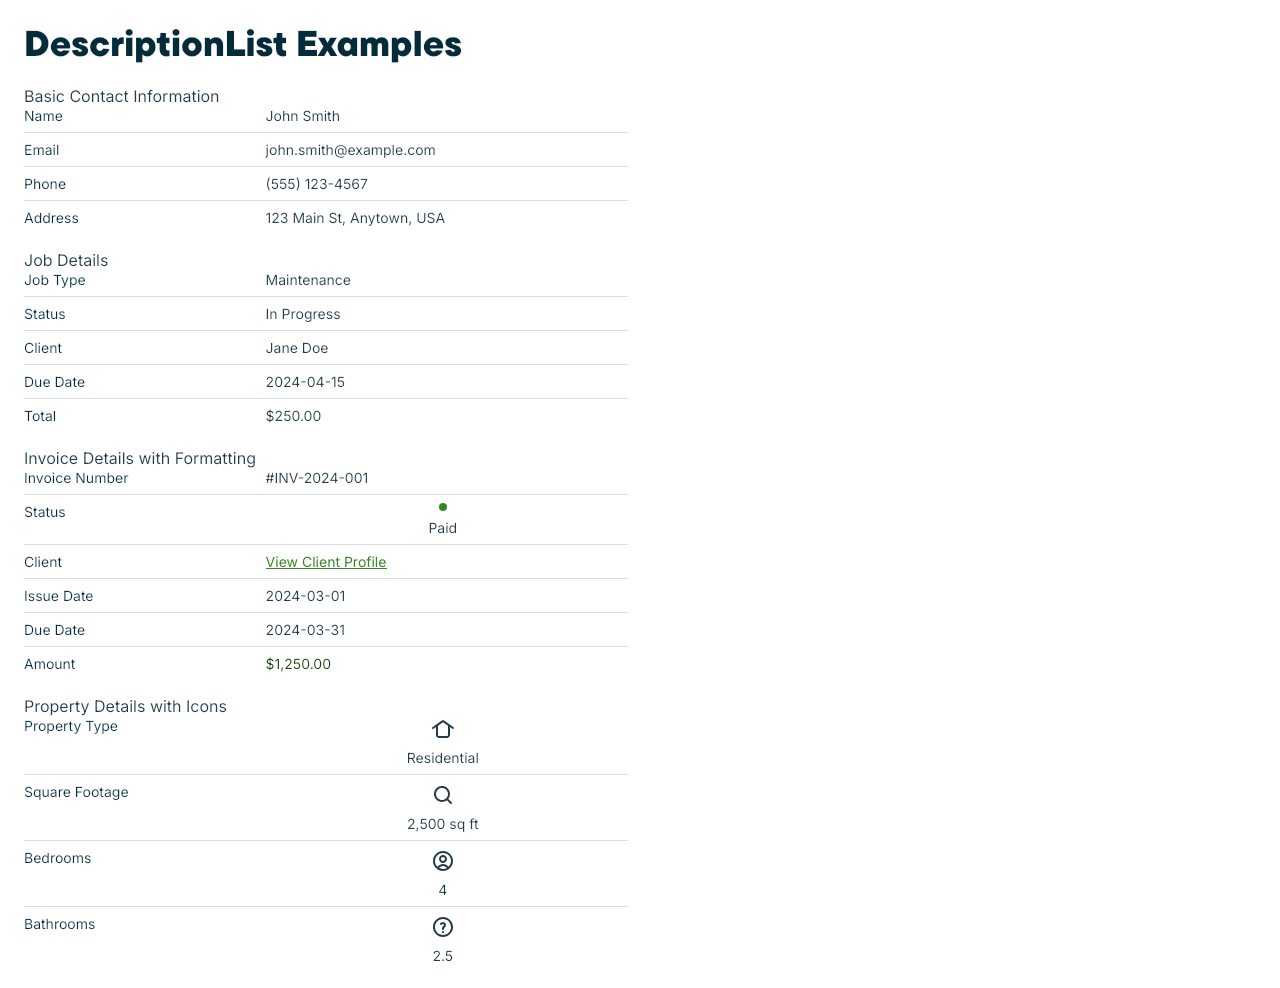 DescriptionList Examples
Basic Contact Information
Name John Smith
Email john.smith@example.com
Phone (555) 123-4567
Address 123 Main St, Anytown, USA
Job Details
Job Type Maintenance
Status In Progress
Client Jane Doe
Due Date 2024-04-15
Total $250.00
Invoice Details with Formatting
Invoice Number #INV-2024-001
Status Paid
Client View Client Profile
Issue Date 2024-03-01
Due Date 2024-03-31
Amount $1,250.00
Property Details with Icons
Property Type Residential
Square Footage 2,500 sq ft
Bedrooms 4
Bathrooms 2.5